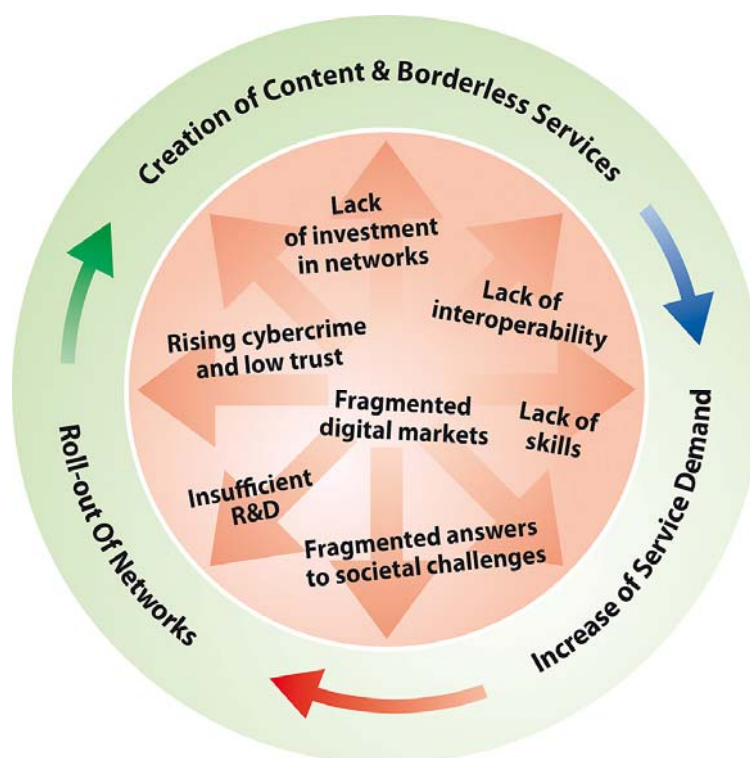 Creation of Content & Borderless Services
Lack
of investment
in networks
Lack of
interoperability
Rising cybercrime
and low trust
Fragmented
digital markets
Lack of
skills
Insufficient
R&D
Fragmented answers
to societal challenges
Increase of Service Demand
Roll-out Of Networks